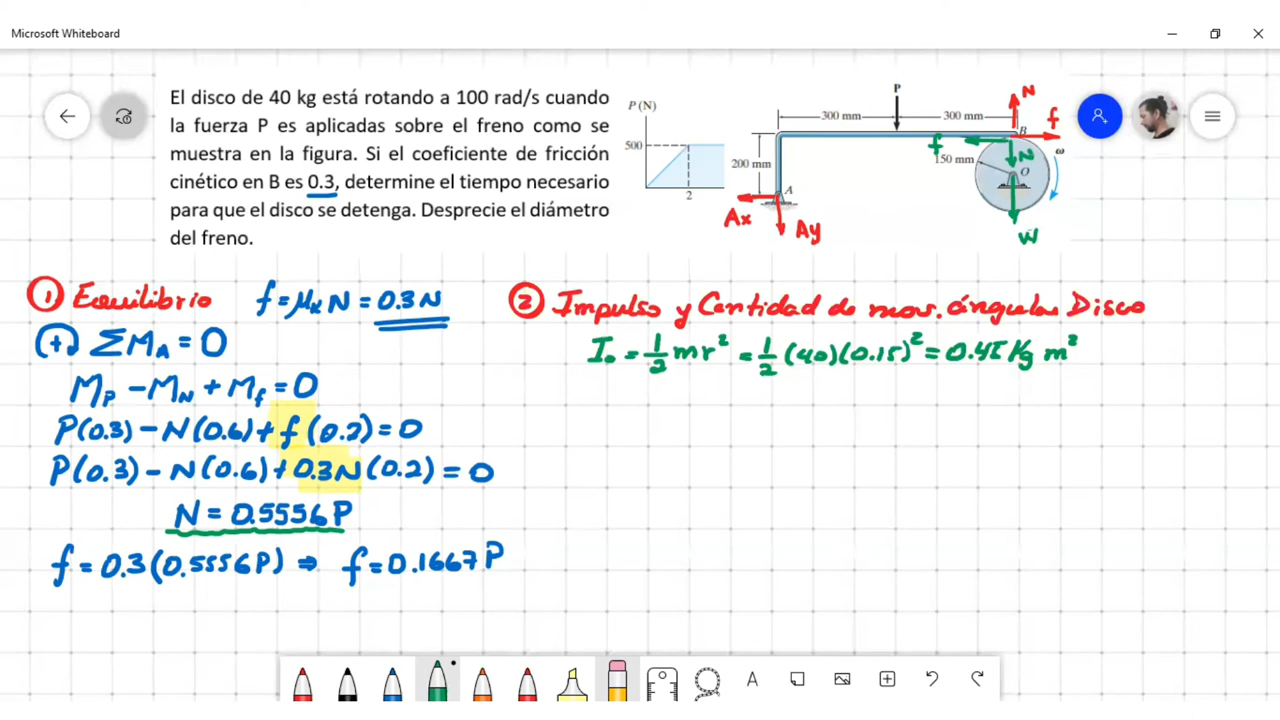 Microsoft Whiteboard
El disco de 40 kg está rotando a 100 rad/s cuando
la fuerza P es aplicadas sobre el freno como se
muestra en la figura. Si el coeficiente de fricción
cinético en B es 0.3, determine el tiempo necesario
para que el disco se detenga. Desprecie el diámetro
del freno.
P (N)
500
2
P
300 mm
300 mm
200 mm
150 mm
A
B
O
ω
N
f
f
N
W
Ax
Ay
① Equilibrio f = μk N = 0.3N
(+) ΣMA = 0
MP - MN + Mf = 0
P(0.3) - N(0.6) + f(0.2) = 0
P(0.3) - N(0.6) + 0.3N(0.2) = 0
N = 0.5556P
f = 0.3(0.5556P) ⇒ f = 0.1667P
② Impulso y Cantidad de mov. ángular Disco
Io = 1/2 mr² = 1/2 (40)(0.15)² = 0.45 Kg m²
A